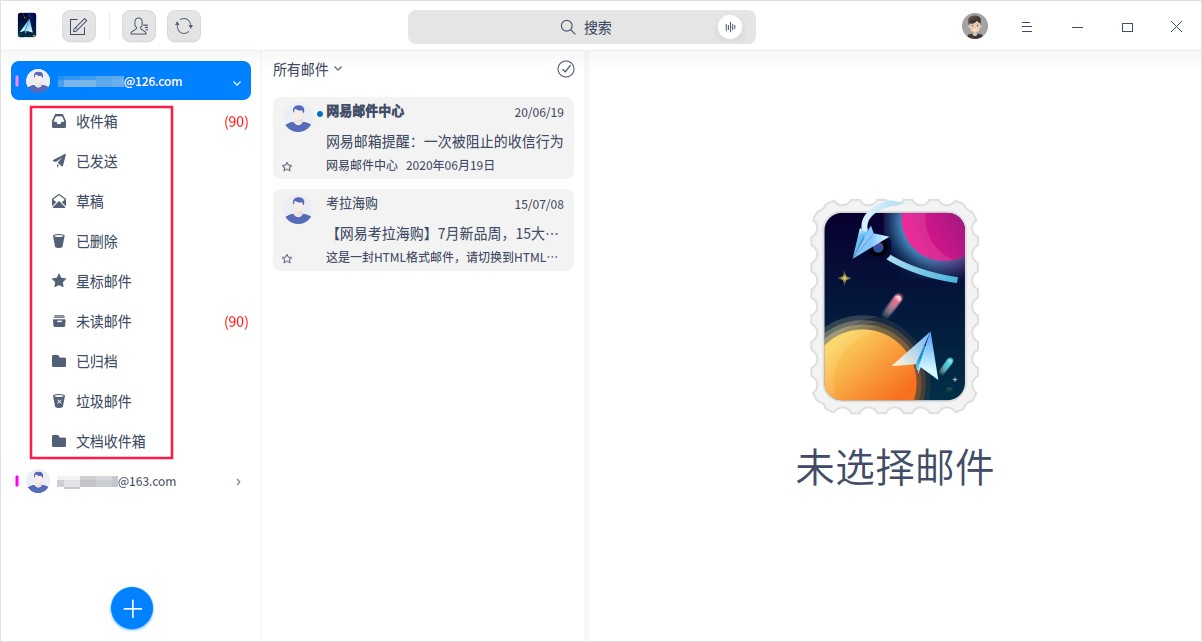 搜索
@126.com
收件箱 (90)
已发送
草稿
已删除
星标邮件
未读邮件 (90)
已归档
垃圾邮件
文档收件箱
@163.com
所有邮件
网易邮件中心 20/06/19
网易邮箱提醒：一次被阻止的收信行为
网易邮件中心 2020年06月19日
考拉海购 15/07/08
【网易考拉海购】7月新品周，15大…
这是一封HTML格式邮件，请切换到HTML…
未选择邮件